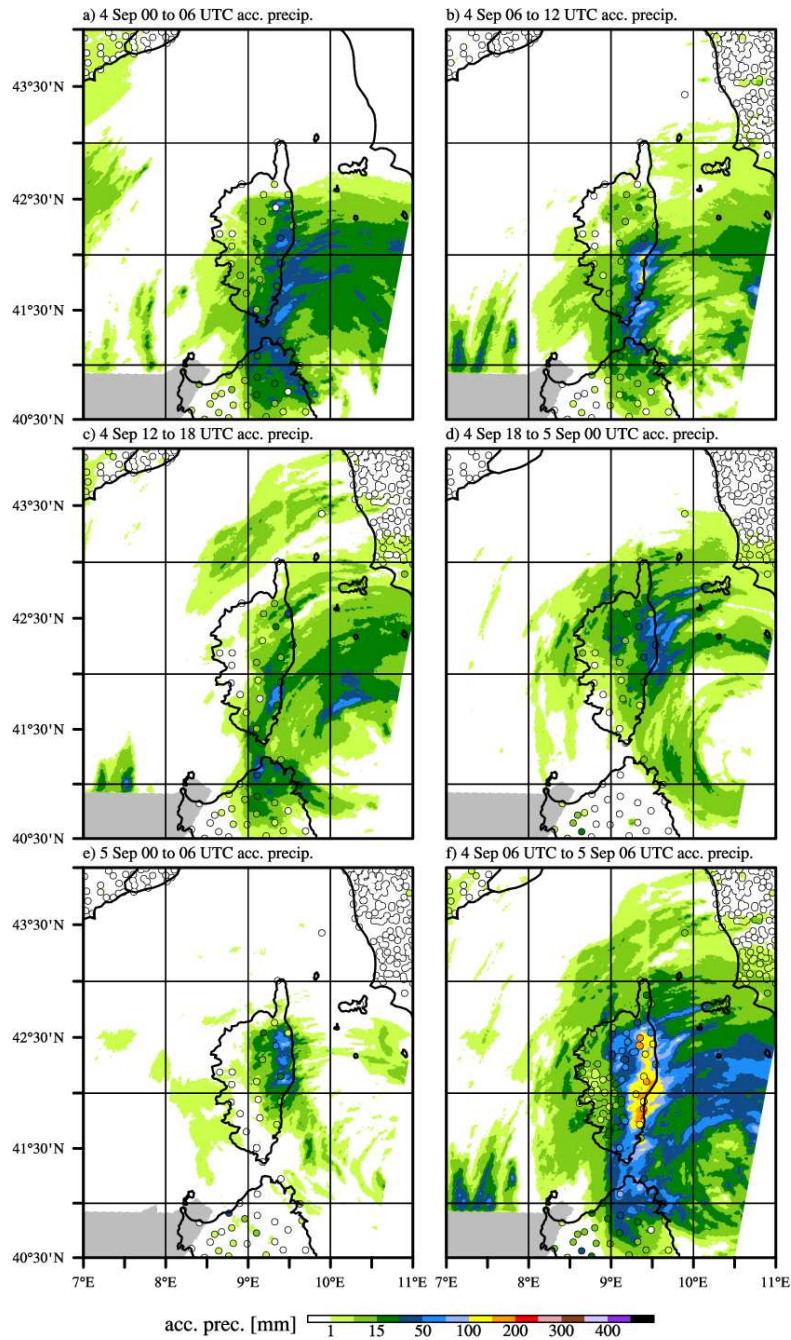 a) 4 Sep 00 to 06 UTC acc. precip.
b) 4 Sep 06 to 12 UTC acc. precip.
43°30'N
42°30'N
41°30'N
40°30'N
c) 4 Sep 12 to 18 UTC acc. precip.
d) 4 Sep 18 to 5 Sep 00 UTC acc. precip.
43°30'N
42°30'N
41°30'N
40°30'N
e) 5 Sep 00 to 06 UTC acc. precip.
f) 4 Sep 06 UTC to 5 Sep 06 UTC acc. precip.
43°30'N
42°30'N
41°30'N
40°30'N
7°E 8°E 9°E 10°E 11°E 7°E 8°E 9°E 10°E 11°E
acc. prec. [mm]
1 15 50 100 200 300 400